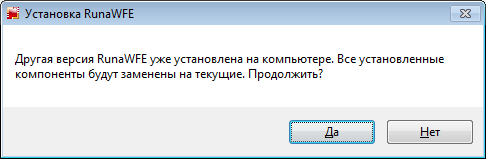 Установка RunaWFE
Другая версия RunaWFE уже установлена на компьютере. Все установленные
компоненты будут заменены на текущие. Продолжить?
Да
Нет